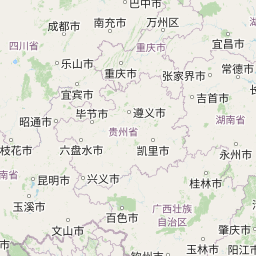 巴中市
成都市
南充市
万州区
宜昌市
四川省
重庆市
常德市
乐山市
重庆市
张家界市
宜宾市
吉首市
昭通市
毕节市
遵义市
湖南省
贵州省
枝花市
六盘水市
凯里市
永州市
南省
昆明市
兴义市
桂林市
玉溪市
百色市
广西壮族
自治区
文山市
肇庆市
钦州市
玉林市
阳江市